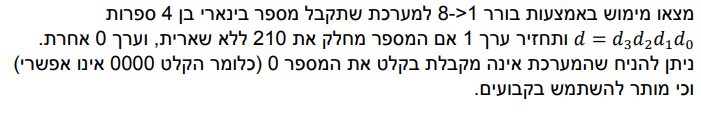 מצאו מימוש באמצעות בורר 1<-8 למערכת שתקבל מספר בינארי בן 4 ספרות
d = d₃d₂d₁d₀ ותחזיר ערך 1 אם המספר מחלק את 210 ללא שארית, וערך 0 אחרת.
ניתן להניח שהמערכת אינה מקבלת בקלט את המספר 0 (כלומר הקלט 0000 אינו אפשרי)
וכי מותר להשתמש בקבועים.